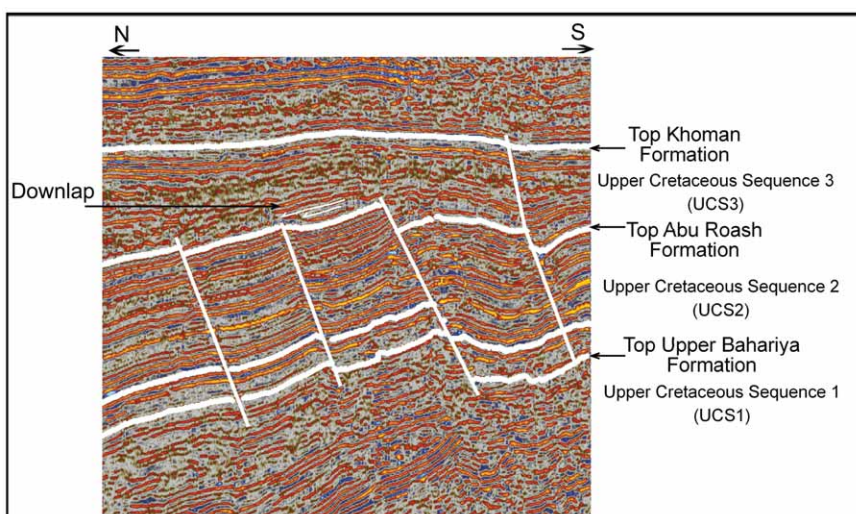 N
S
Top Khoman
Formation
Downlap
Upper Cretaceous Sequence 3
(UCS3)
Top Abu Roash
Formation
Upper Cretaceous Sequence 2
(UCS2)
Top Upper Bahariya
Formation
Upper Cretaceous Sequence 1
(UCS1)